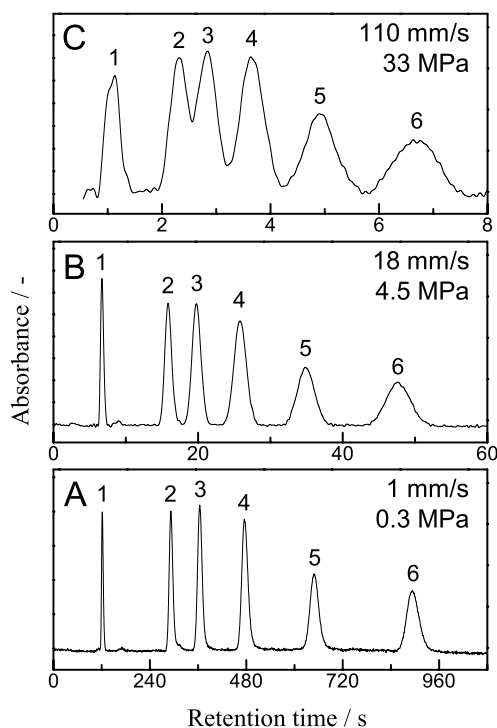 C
110 mm/s
33 MPa
1 2 3 4 5 6
0 2 4 6 8
B
18 mm/s
4.5 MPa
1 2 3 4 5 6
0 20 40 60
A
1 mm/s
0.3 MPa
1 2 3 4 5 6
0 240 480 720 960
Absorbance / -
Retention time / s